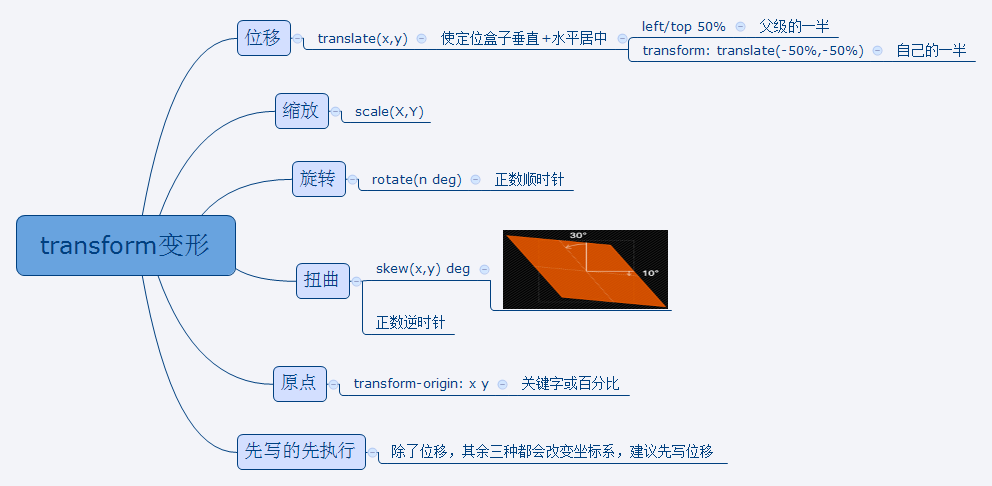 transform变形
位移
translate(x,y)
使定位盒子垂直+水平居中
left/top 50%
父级的一半
transform: translate(-50%,-50%)
自己的一半
缩放
scale(X,Y)
旋转
rotate(n deg)
正数顺时针
扭曲
skew(x,y) deg
30°
10°
正数逆时针
原点
transform-origin: x y
关键字或百分比
先写的先执行
除了位移，其余三种都会改变坐标系，建议先写位移